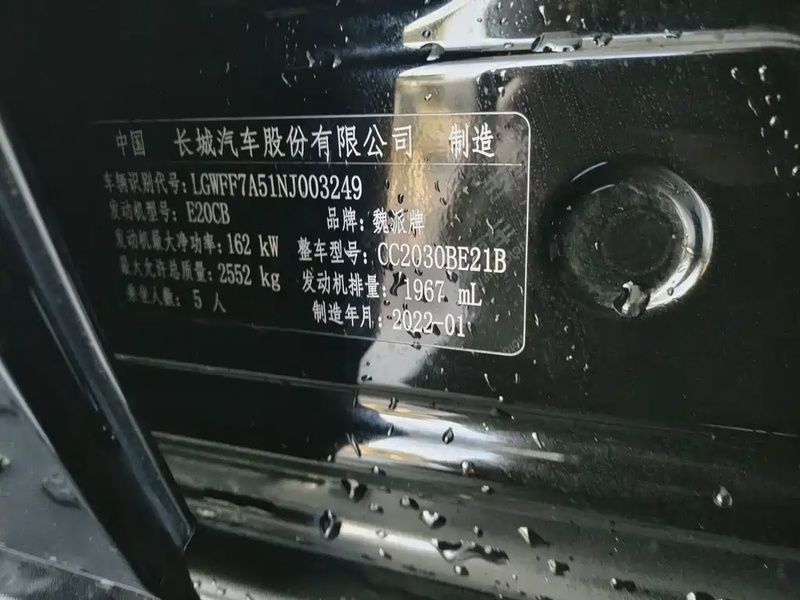 中国 长城汽车股份有限公司 制造
车辆识别代号: LGWFF7A51NJ003249
发动机型号: E20CB 品牌: 魏派牌
发动机最大净功率: 162 kW 整车型号: CC2030BE21B
最大允许总质量: 2552 kg 发动机排量: 1967 mL
乘坐人数: 5 人 制造年月: 2022-01